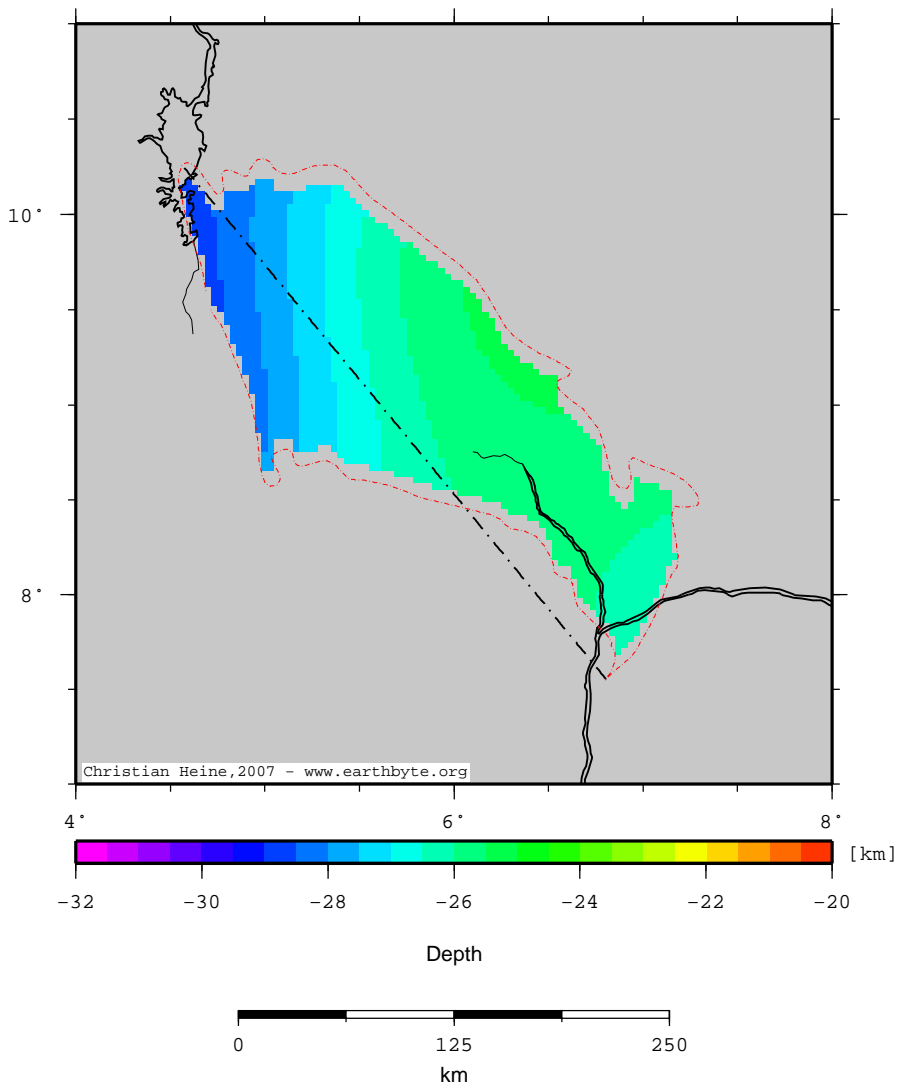 10°
8°
Christian Heine,2007 - www.earthbyte.org
4° 6° 8°
[km]
-32 -30 -28 -26 -24 -22 -20
Depth
0 125 250
km